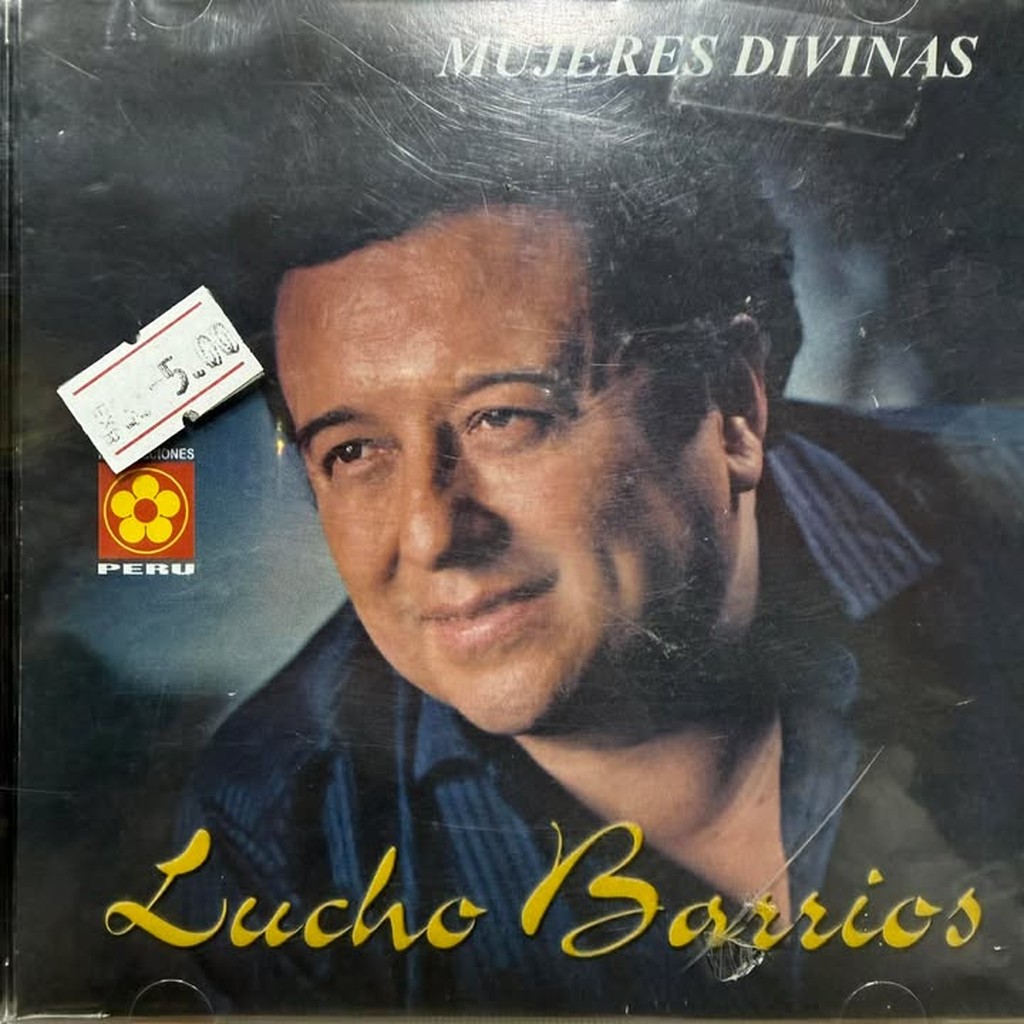 MUJERES DIVINAS
5.00
PERU
Lucho Barrios